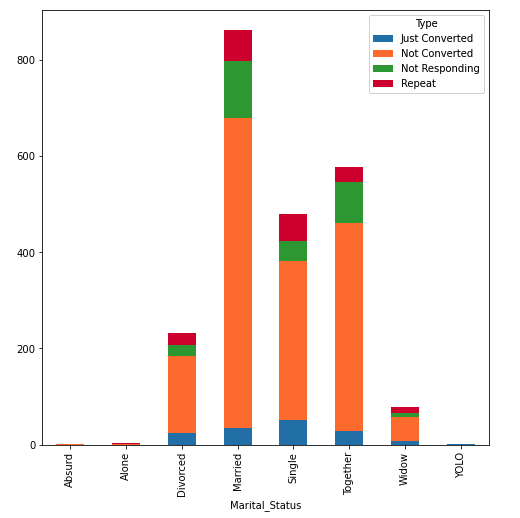 Type
Just Converted
Not Converted
Not Responding
Repeat
800
600
400
200
0
Absurd
Alone
Divorced
Married
Single
Together
Widow
YOLO
Marital_Status